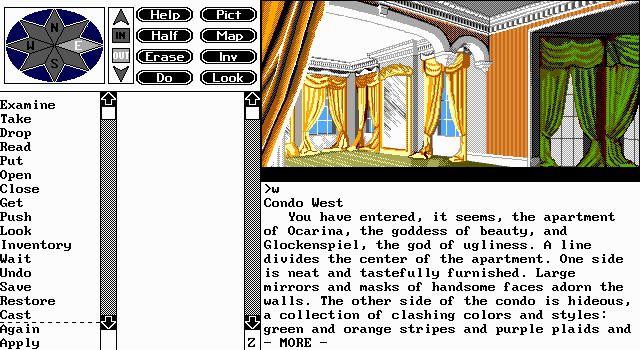 N
W E
S
IN
OUT
Help Pict
Half Map
Erase Inv
Do Look
Examine
Take
Drop
Read
Put
Open
Close
Get
Push
Look
Inventory
Wait
Undo
Save
Restore
Cast
Again
Apply
Z
>w
Condo West
You have entered, it seems, the apartment
of Ocarina, the goddess of beauty, and
Glockenspiel, the god of ugliness. A line
divides the center of the apartment. One side
is neat and tastefully furnished. Large
mirrors and masks of handsome faces adorn the
walls. The other side of the condo is hideous,
a collection of clashing colors and styles:
green and orange stripes and purple plaids and
- MORE -